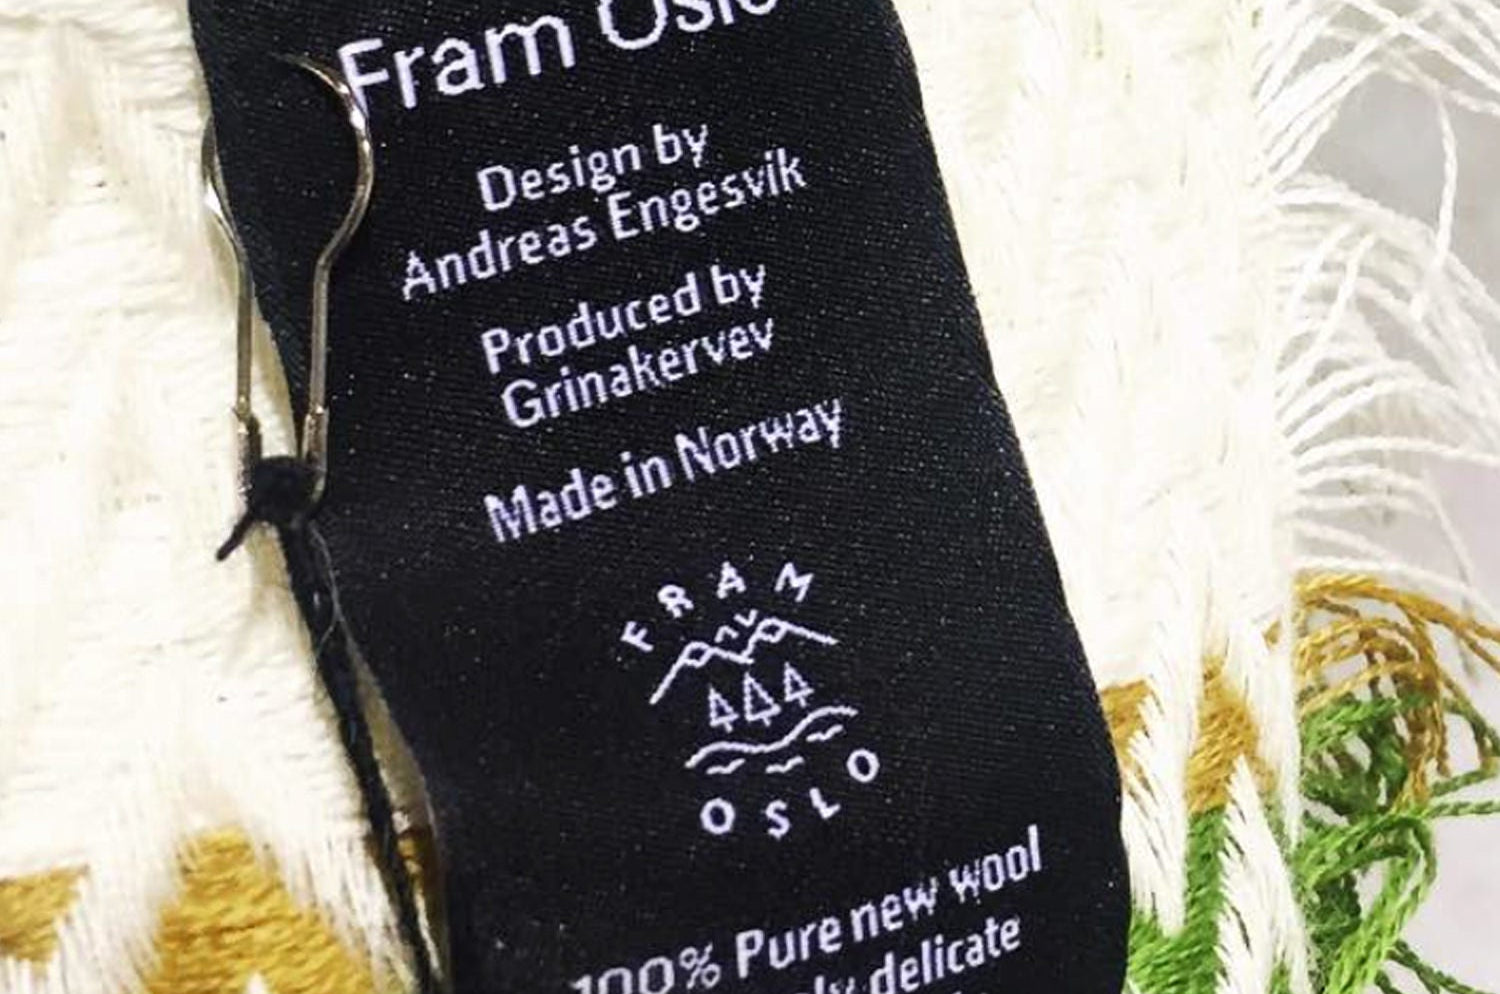 Fram Oslo
Design by
Andreas Engesvik
Produced by
Grinakervev
Made in Norway
FRAM
OSLO
100% Pure new wool
delicate